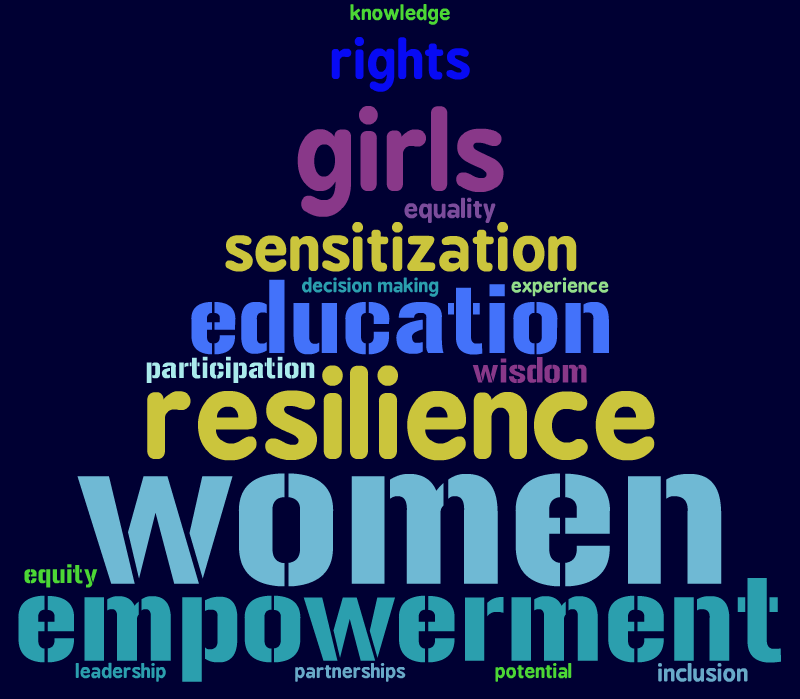 knowledge
rights
girls
equality
sensitization
decision making experience
education
participation wisdom
resilience
women
equity
empowerment
leadership partnerships potential inclusion